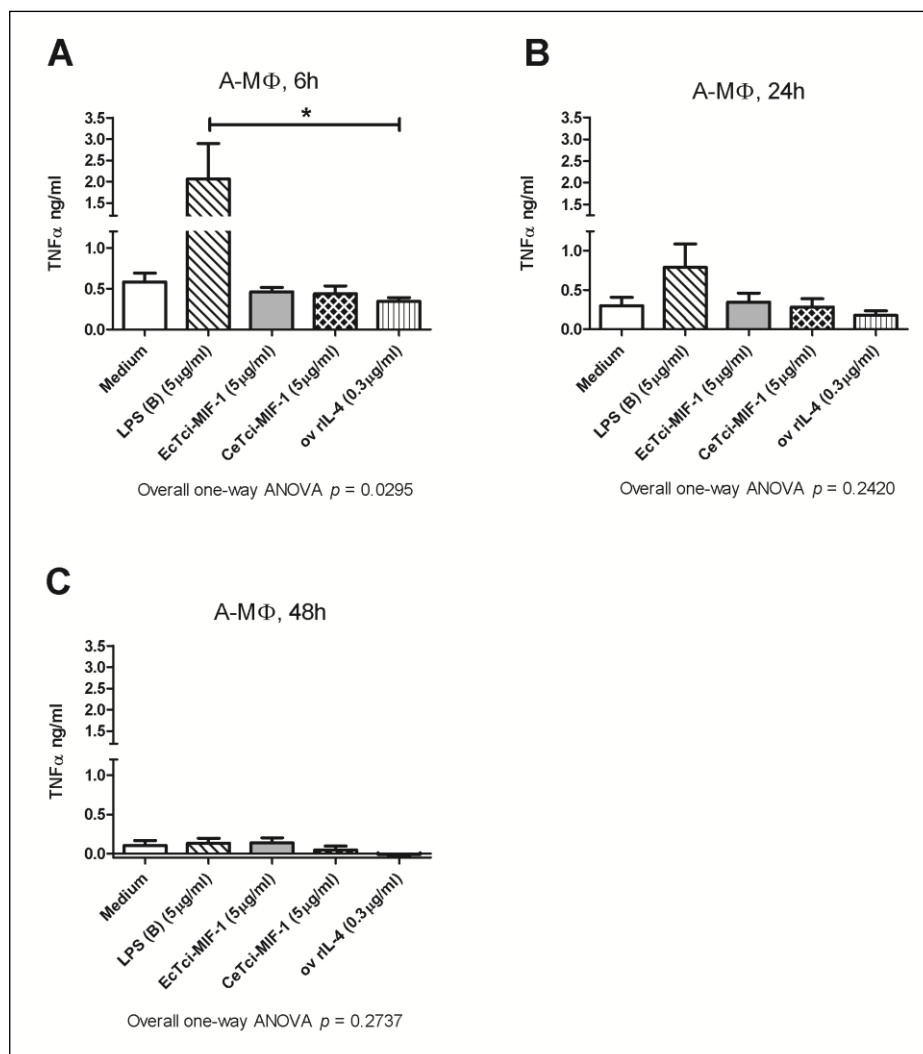 A
A-MΦ, 6h
*
3.5
3.0
2.5
2.0
1.5
1.0
0.5
0.0
TNFα ng/ml
Medium
LPS (B) (5μg/ml)
EcTci-MIF-1 (5μg/ml)
CeTci-MIF-1 (5μg/ml)
ov rIL-4 (0.3μg/ml)
Overall one-way ANOVA p = 0.0295
B
A-MΦ, 24h
3.5
3.0
2.5
2.0
1.5
1.0
0.5
0.0
TNFα ng/ml
Medium
LPS (B) (5μg/ml)
EcTci-MIF-1 (5μg/ml)
CeTci-MIF-1 (5μg/ml)
ov rIL-4 (0.3μg/ml)
Overall one-way ANOVA p = 0.2420
C
A-MΦ, 48h
3.5
3.0
2.5
2.0
1.5
1.0
0.5
0.0
TNFα ng/ml
Medium
LPS (B) (5μg/ml)
EcTci-MIF-1 (5μg/ml)
CeTci-MIF-1 (5μg/ml)
ov rIL-4 (0.3μg/ml)
Overall one-way ANOVA p = 0.2737